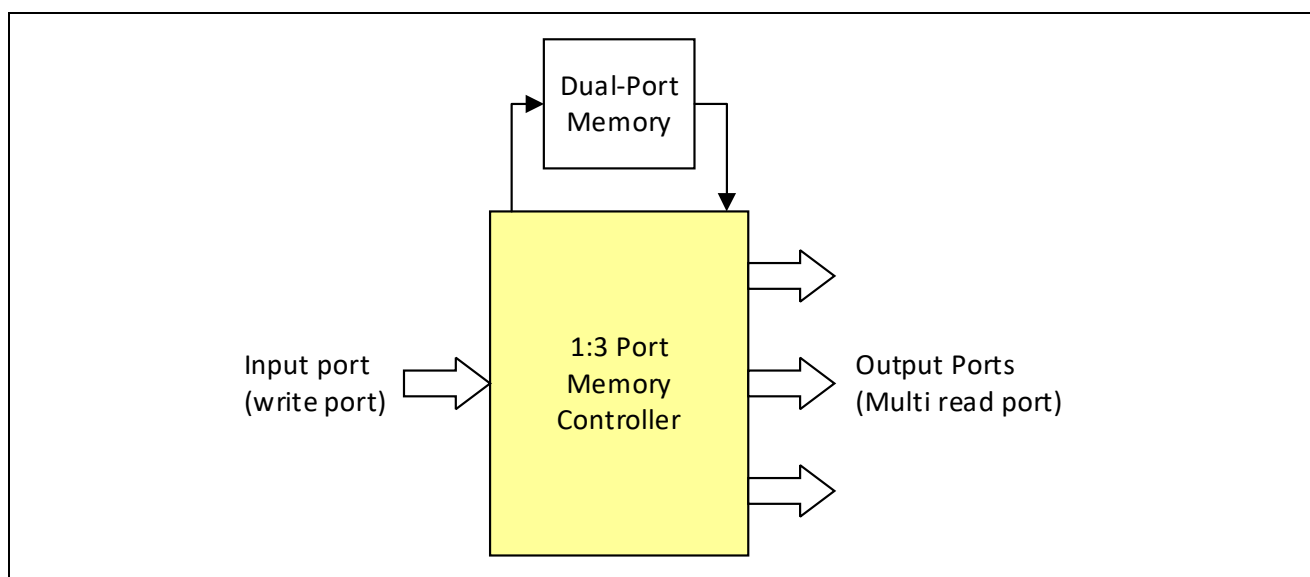 Dual-Port
Memory
Input port
(write port)
1:3 Port
Memory
Controller
Output Ports
(Multi read port)